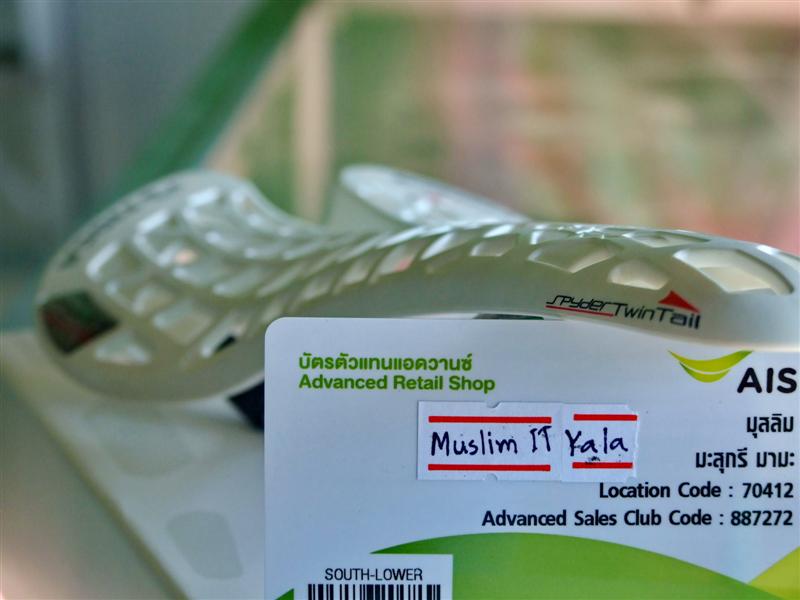 SpyderTwinTail
บัตรตัวแทนแอดวานซ์
Advanced Retail Shop
AIS
Muslim IT Yala
มุสลิม
มะสุกรี มามะ
Location Code : 70412
Advanced Sales Club Code : 887272
SOUTH-LOWER